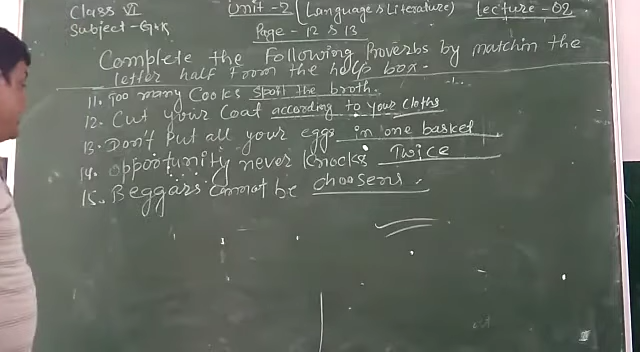 Class VI Unit-2 (Language & Literature) Lecture-02
Subject-G.K Page-12 & 13
Complete the Following Proverbs by matchin the
letter half from the help box.
11. Too many Cooks spoil the broth.
12. Cut your Coat according to your cloths
13. Don't put all your eggs in one basket
14. Opportunity never knocks Twice
15. Beggars cannot be choosers.